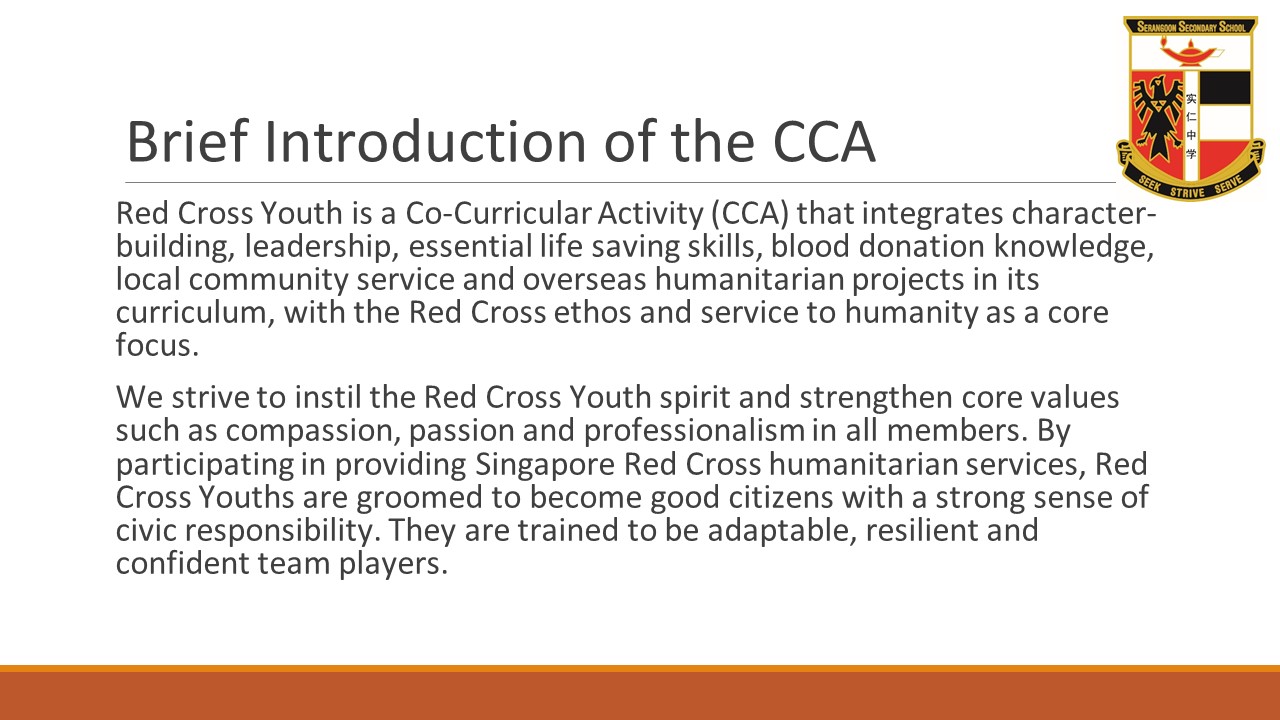 SERANGOON SECONDARY SCHOOL
实
仁
中
学
SEEK STRIVE SERVE
Brief Introduction of the CCA
Red Cross Youth is a Co-Curricular Activity (CCA) that integrates character-
building, leadership, essential life saving skills, blood donation knowledge,
local community service and overseas humanitarian projects in its
curriculum, with the Red Cross ethos and service to humanity as a core
focus.
We strive to instil the Red Cross Youth spirit and strengthen core values
such as compassion, passion and professionalism in all members. By
participating in providing Singapore Red Cross humanitarian services, Red
Cross Youths are groomed to become good citizens with a strong sense of
civic responsibility. They are trained to be adaptable, resilient and
confident team players.